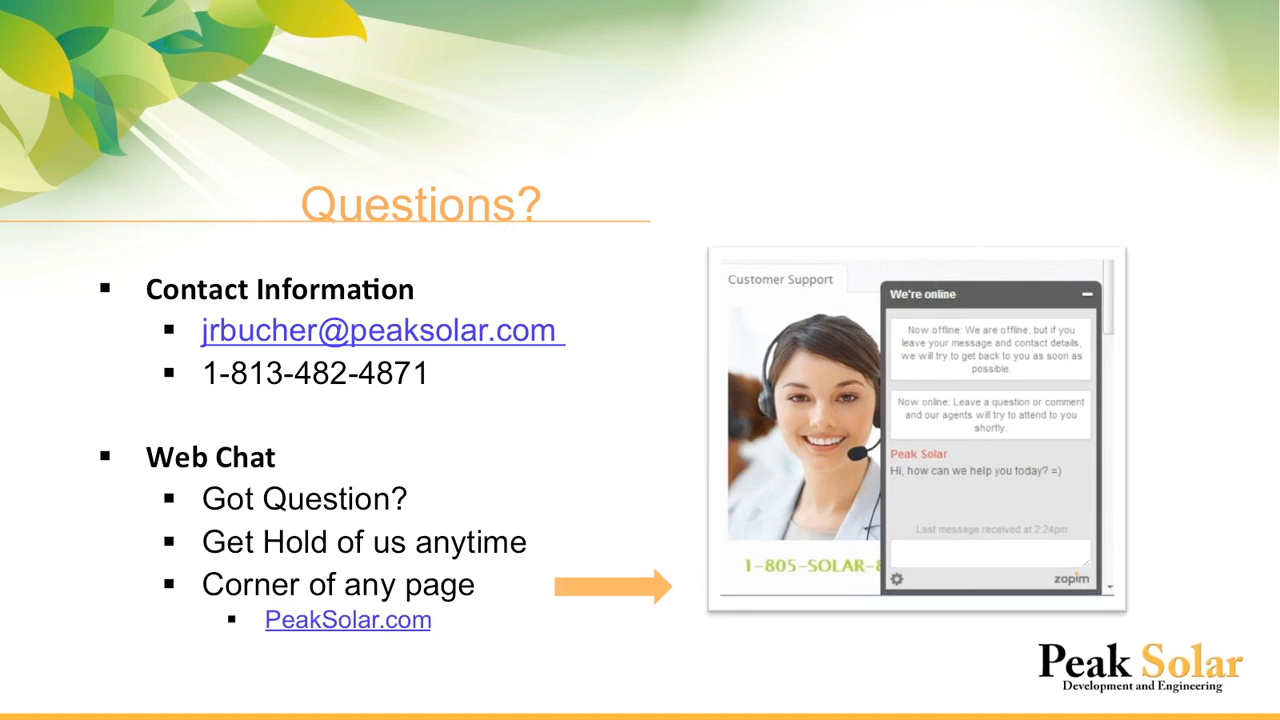 Questions?
Contact Information
jrbucher@peaksolar.com
1-813-482-4871
Web Chat
Got Question?
Get Hold of us anytime
Corner of any page
PeakSolar.com
Customer Support
We're online
Now offline: We are offline, but if you
leave your message and contact details,
we will try to get back to you as soon as
possible.
Now online: Leave a question or comment
and our agents will try to attend to you
shortly.
Peak Solar
Hi, how can we help you today? =)
Last message received at 2:24pm
1-805-SOLAR-
zopim
Peak Solar
Development and Engineering